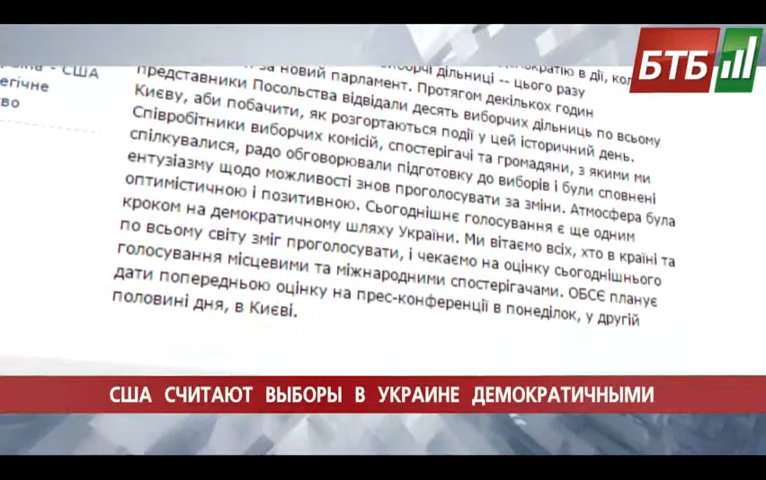 БТБ
США
представники Посольства відвідали десять виборчих дільниць по всьому
Києву, аби побачити, як розгортаються події у цей історичний день.
Співробітники виборчих комісій, спостерігачі та громадяни, з якими ми
спілкувалися, радо обговорювали підготовку до виборів і були сповнені
ентузіазму щодо можливості знов проголосувати за зміни. Атмосфера була
оптимістичною і позитивною. Сьогоднішнє голосування є ще одним
кроком на демократичному шляху України. Ми вітаємо всіх, хто в країні та
по всьому світу зміг проголосувати, і чекаємо на оцінку сьогоднішнього
голосування місцевими та міжнародними спостерігачами. ОБСЄ планує
дати попередньою оцінку на прес-конференції в понеділок, у другій
половині дня, в Києві.
США СЧИТАЮТ ВЫБОРЫ В УКРАИНЕ ДЕМОКРАТИЧНЫМИ